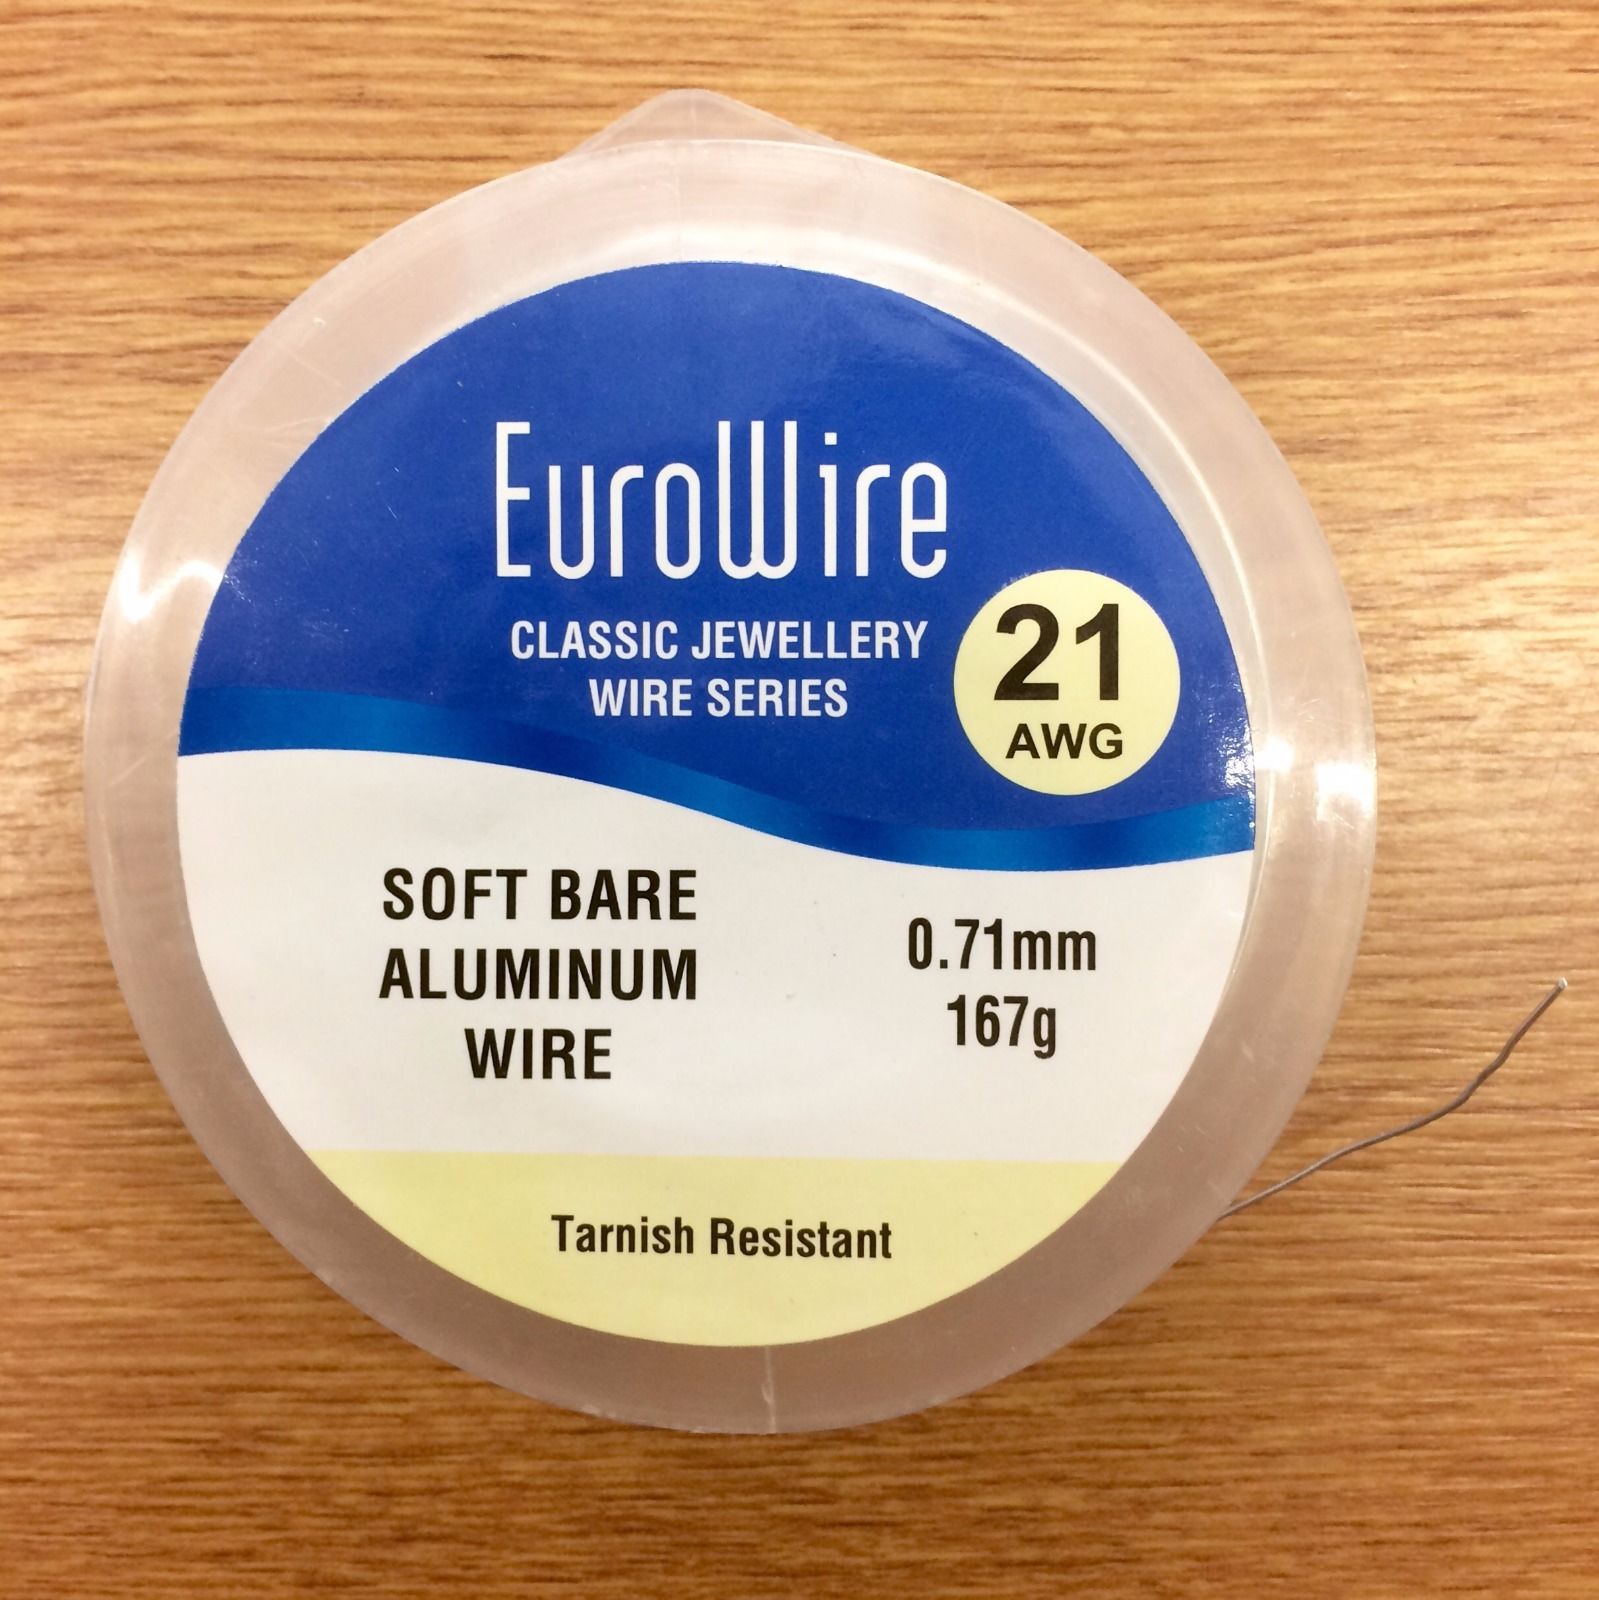 EuroWire
CLASSIC JEWELLERY
WIRE SERIES
21
AWG
SOFT BARE
ALUMINUM
WIRE
0.71mm
167g
Tarnish Resistant